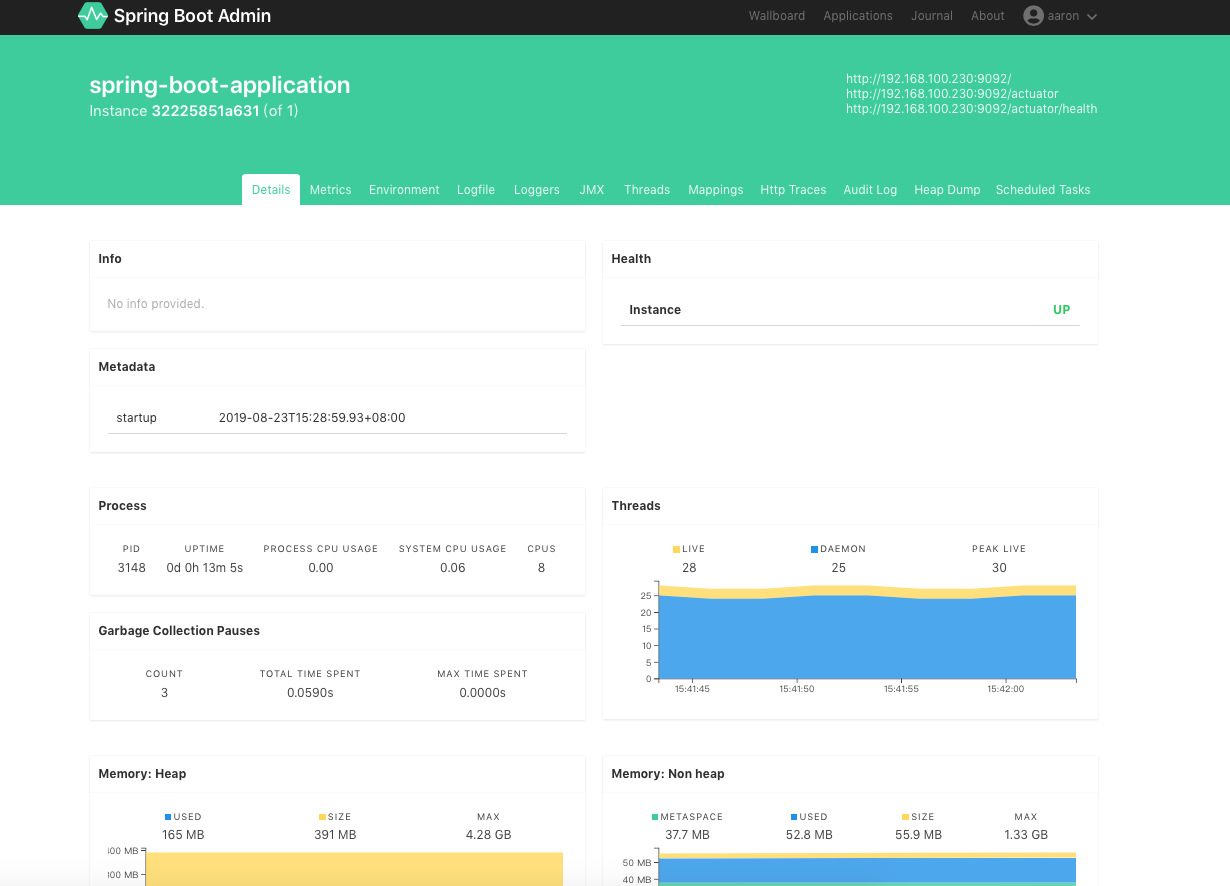 Spring Boot Admin
Wallboard Applications Journal About aaron
spring-boot-application
Instance 32225851a631 (of 1)
http://192.168.100.230:9092/
http://192.168.100.230:9092/actuator
http://192.168.100.230:9092/actuator/health
Details Metrics Environment Logfile Loggers JMX Threads Mappings Http Traces Audit Log Heap Dump Scheduled Tasks
Info
No info provided.
Health
Instance UP
Metadata
startup 2019-08-23T15:28:59.93+08:00
Process
PID UPTIME PROCESS CPU USAGE SYSTEM CPU USAGE CPUS
3148 0d 0h 13m 5s 0.00 0.06 8
Garbage Collection Pauses
COUNT TOTAL TIME SPENT MAX TIME SPENT
3 0.0590s 0.0000s
Threads
LIVE DAEMON PEAK LIVE
28 25 30
25
20
15
10
5
0
15:41:45 15:41:50 15:41:55 15:42:00
Memory: Heap
USED SIZE MAX
165 MB 391 MB 4.28 GB
00 MB
00 MB
Memory: Non heap
METASPACE USED SIZE MAX
37.7 MB 52.8 MB 55.9 MB 1.33 GB
50 MB
40 MB